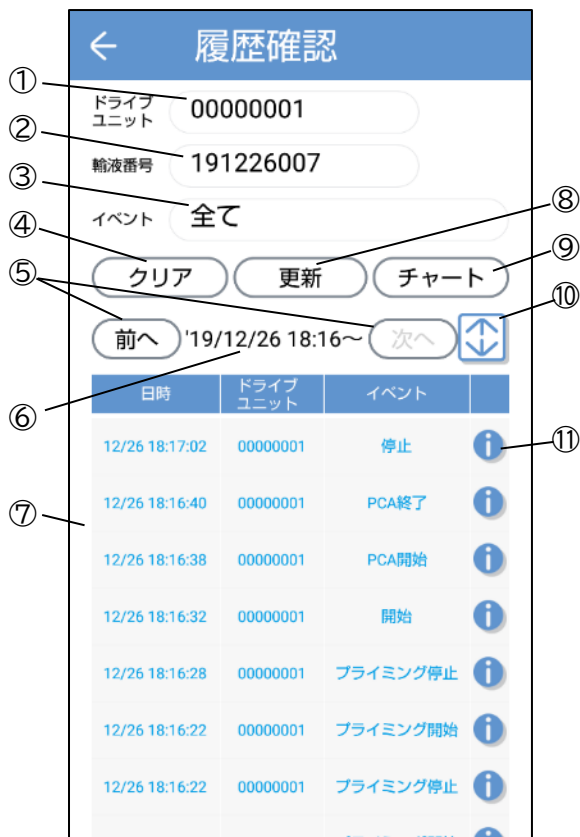 履歴確認
①
ドライブ
ユニット
00000001
②
輸液番号
191226007
③
イベント
全て
④
⑧
⑤
クリア
更新
チャート
⑨
前へ
'19/12/26 18:16～
次へ
⑩
⑥
日時
ドライブ
ユニット
イベント
12/26 18:17:02 00000001 停止
⑪
⑦
12/26 18:16:40 00000001 PCA終了
12/26 18:16:38 00000001 PCA開始
12/26 18:16:32 00000001 開始
12/26 18:16:28 00000001 プライミング停止
12/26 18:16:22 00000001 プライミング開始
12/26 18:16:22 00000001 プライミング停止